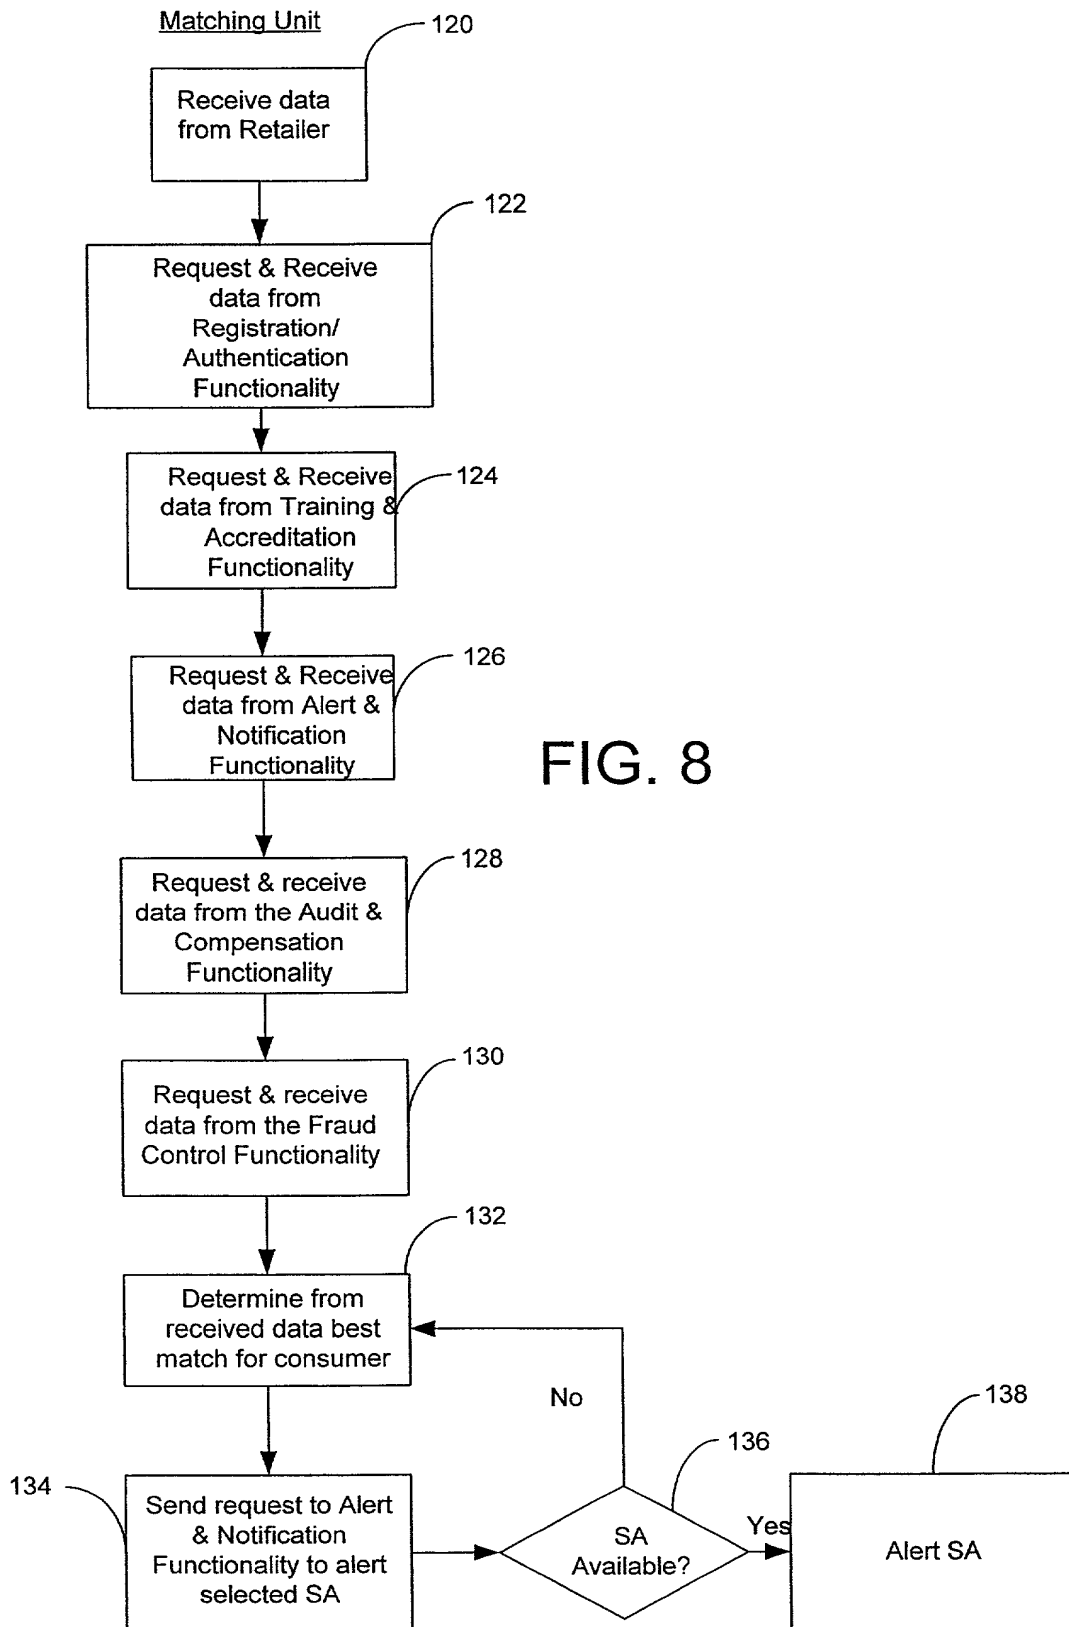 Matching Unit
120
Receive data
from Retailer
122
Request & Receive
data from
Registration/
Authentication
Functionality
124
Request & Receive
data from Training &
Accreditation
Functionality
126
Request & Receive
data from Alert &
Notification
Functionality
FIG. 8
128
Request & receive
data from the Audit &
Compensation
Functionality
130
Request & receive
data from the Fraud
Control Functionality
132
Determine from
received data best
match for consumer
No
134
Send request to Alert
& Notification
Functionality to alert
selected SA
136
SA
Available?
Yes
138
Alert SA